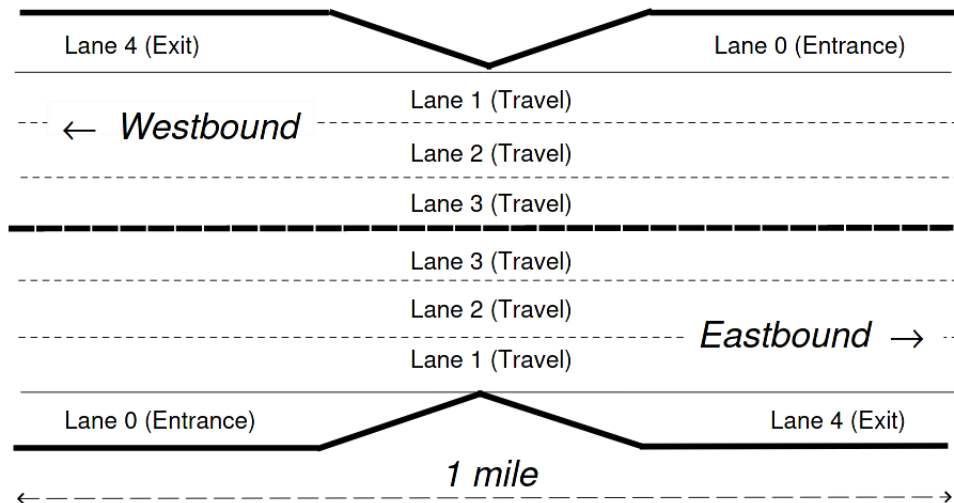 Lane 4 (Exit)
Lane 0 (Entrance)
Lane 1 (Travel)
← Westbound
Lane 2 (Travel)
Lane 3 (Travel)
Lane 3 (Travel)
Lane 2 (Travel)
Eastbound →
Lane 1 (Travel)
Lane 0 (Entrance)
Lane 4 (Exit)
1 mile